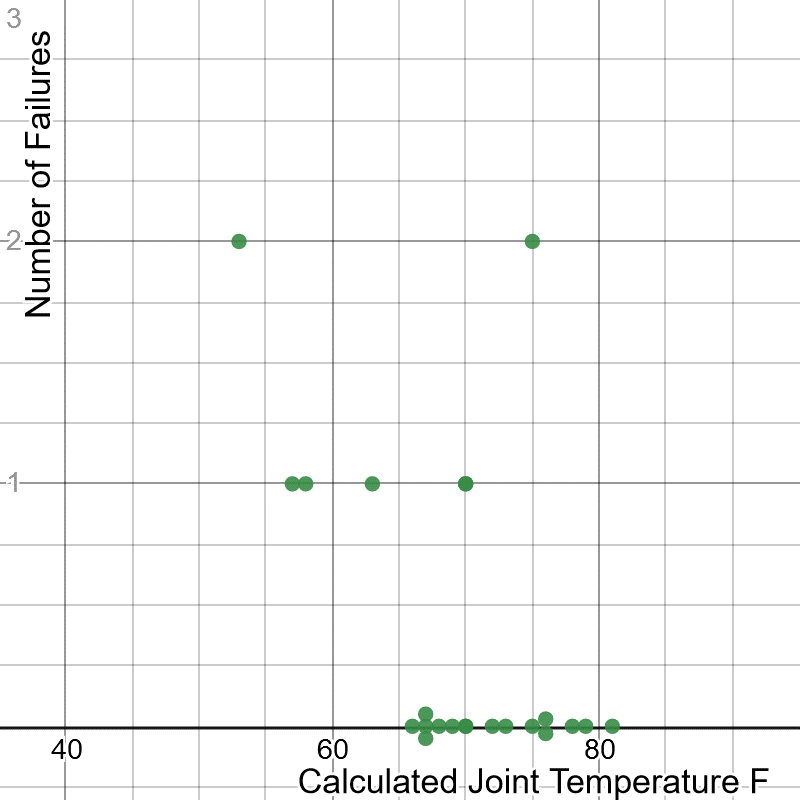 3
Number of Failures
2
1
40 60 80
Calculated Joint Temperature F